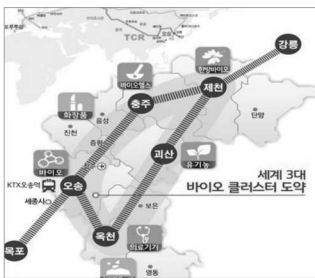 TCR
강릉
바이오헬스
한방바이오
제천
화장품
충주
음성
단양
진천
증평
괴산
유기농
바이오
세계 3대
바이오 클러스터 도약
KTX오송역
오송
세종시
보은
옥천
의료기기
목포
영동